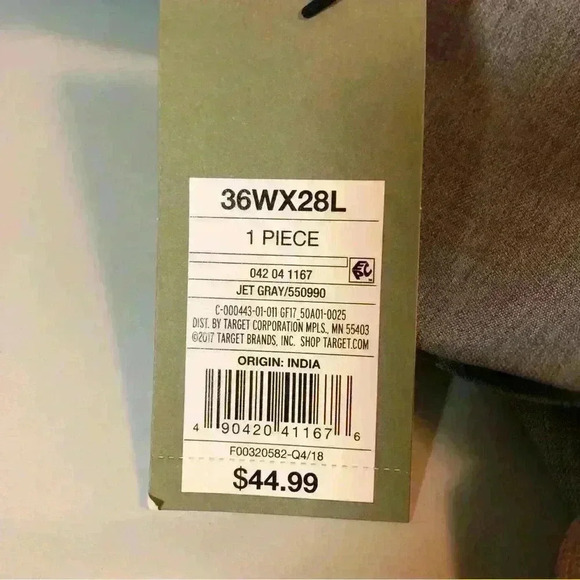 36WX28L
1 PIECE
042 04 1167
JET GRAY/550990
C-000443-01-011 GF17_50A01-0025
DIST. BY TARGET CORPORATION MPLS., MN 55403
©2017 TARGET BRANDS, INC. SHOP TARGET.COM
ORIGIN: INDIA
4 90420 41167 6
F00320582-Q4/18
$44.99